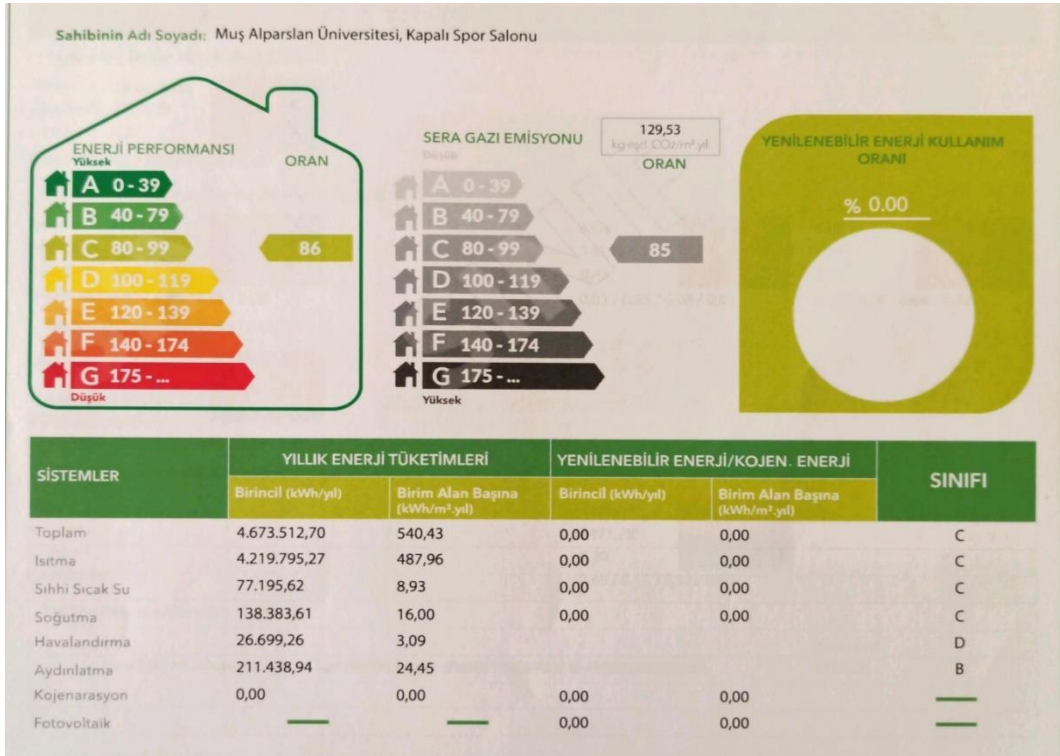 Sahibinin Adı Soyadı: Muş Alparslan Üniversitesi, Kapalı Spor Salonu
ENERJİ PERFORMANSI
Yüksek
ORAN
A 0 - 39
B 40 - 79
C 80 - 99
86
D 100 - 119
E 120 - 139
F 140 - 174
G 175 - ...
Düşük
SERA GAZI EMİSYONU
129,53
kg eşd. CO2/m².yıl
Düşük
ORAN
A 0 - 39
B 40 - 79
C 80 - 99
85
D 100 - 119
E 120 - 139
F 140 - 174
G 175 - ...
Yüksek
YENİLENEBİLİR ENERJİ KULLANIM
ORANI
% 0.00
SİSTEMLER YILLIK ENERJİ TÜKETİMLERİ YENİLENEBİLİR ENERJİ/KOJEN. ENERJİ SINIFI
Birincil (kWh/yıl) Birim Alan Başına (kWh/m².yıl) Birincil (kWh/yıl) Birim Alan Başına (kWh/m².yıl)
Toplam 4.673.512,70 540,43 0,00 0,00 C
Isıtma 4.219.795,27 487,96 0,00 0,00 C
Sıhhi Sıcak Su 77.195,62 8,93 0,00 0,00 C
Soğutma 138.383,61 16,00 0,00 0,00 C
Havalandırma 26.699,26 3,09 D
Aydınlatma 211.438,94 24,45 B
Kojenarasyon 0,00 0,00 0,00 0,00
Fotovoltaik 0,00 0,00